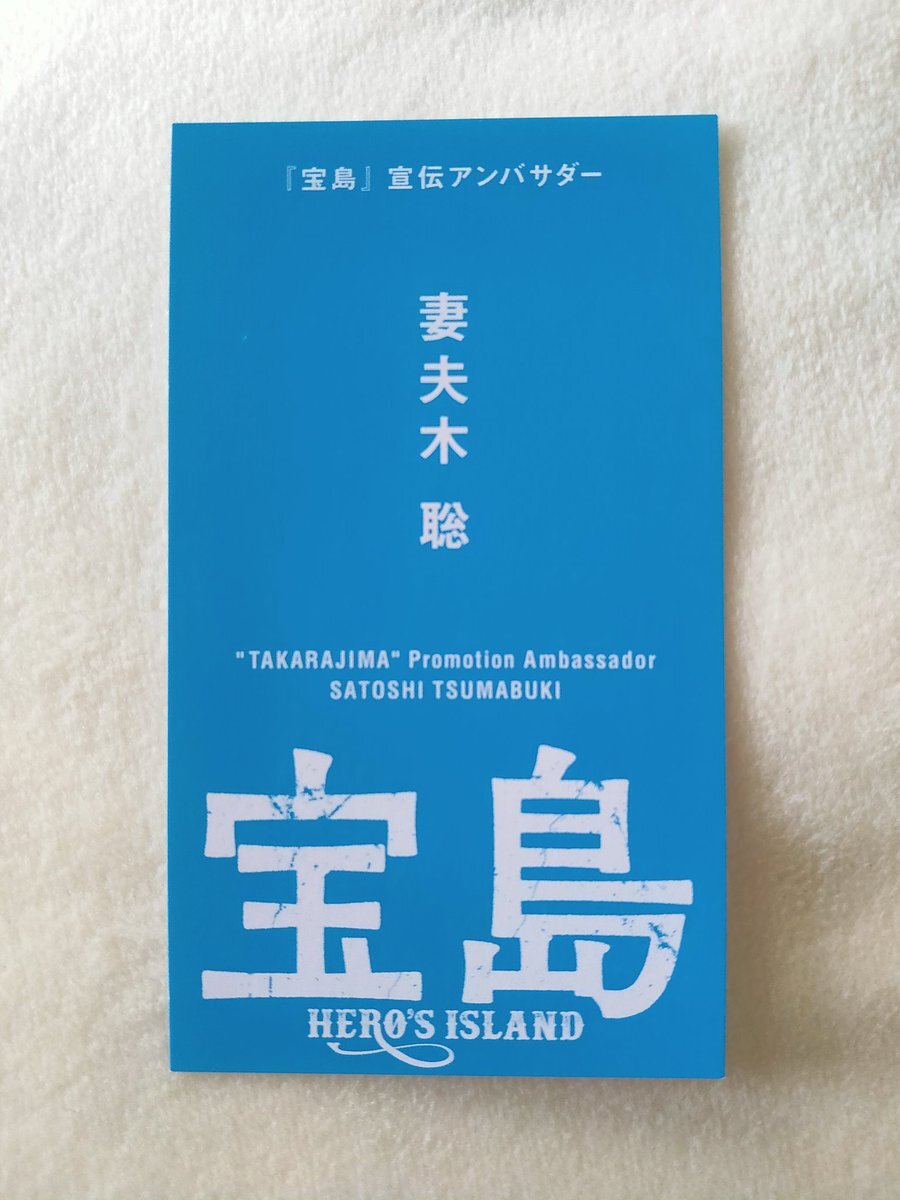 『宝島』宣伝アンバサダー
妻夫木 聡
"TAKARAJIMA" Promotion Ambassador
SATOSHI TSUMABUKI
宝島
HERO'S ISLAND